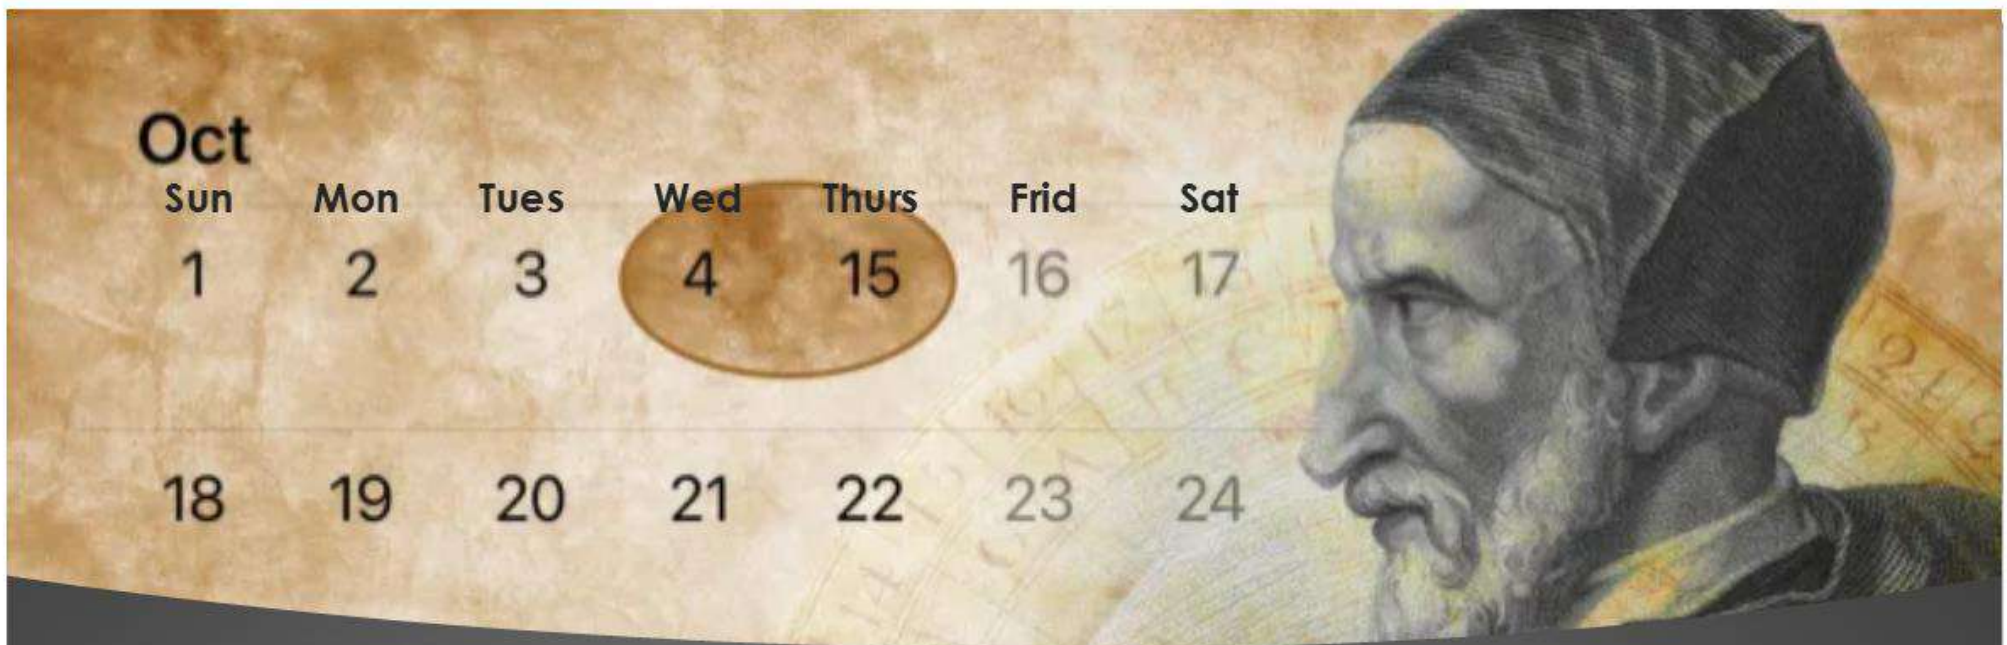 Oct
Sun Mon Tues Wed Thurs Frid Sat
1 2 3 4 15 16 17
18 19 20 21 22 23 24